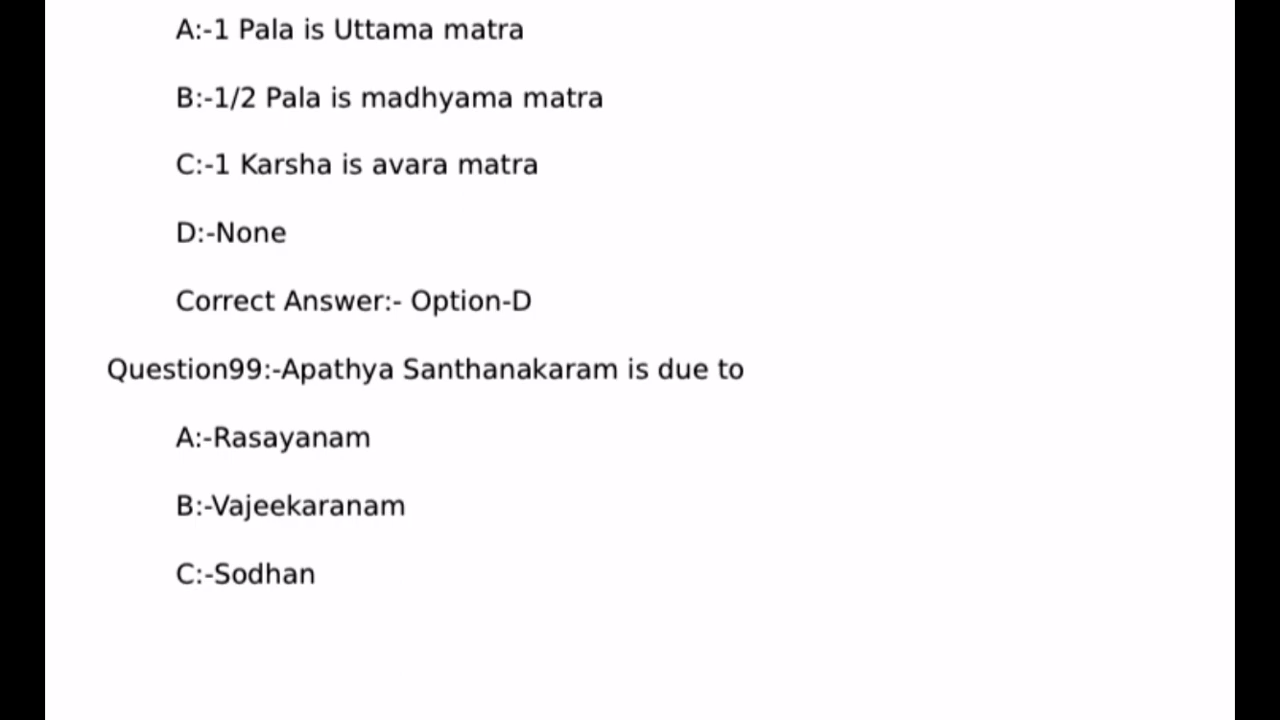 A:-1 Pala is Uttama matra
B:-1/2 Pala is madhyama matra
C:-1 Karsha is avara matra
D:-None
Correct Answer:- Option-D
Question99:-Apathya Santhanakaram is due to
A:-Rasayanam
B:-Vajeekaranam
C:-Sodhan